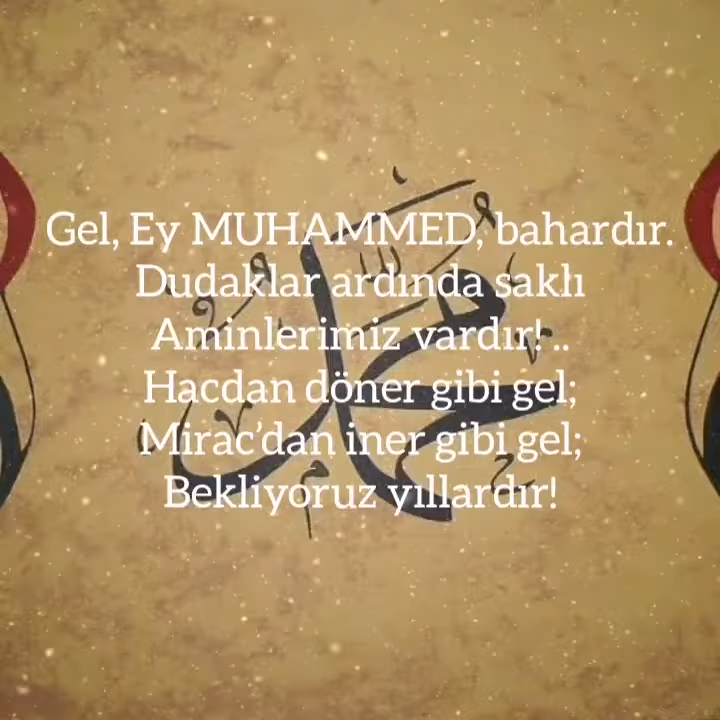 Gel, Ey MUHAMMED, bahardır.
Dudaklar ardında saklı
Aminlerimiz vardır! ..
Hacdan döner gibi gel;
Mirac’dan iner gibi gel;
Bekliyoruz yıllardır!
محمد